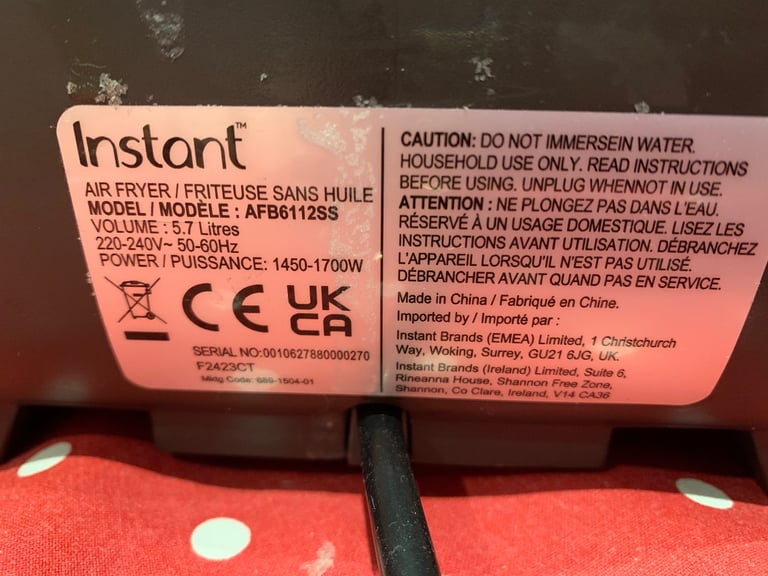 Instant™
AIR FRYER / FRITEUSE SANS HUILE
MODEL / MODÈLE : AFB6112SS
VOLUME : 5.7 Litres
220-240V~ 50-60Hz
POWER / PUISSANCE: 1450-1700W
CE UK
CA
SERIAL NO:0010627880000270
F2423CT
Mktg Code: 689-1504-01
CAUTION: DO NOT IMMERSEIN WATER.
HOUSEHOLD USE ONLY. READ INSTRUCTIONS
BEFORE USING. UNPLUG WHENNOT IN USE.
ATTENTION : NE PLONGEZ PAS DANS L'EAU.
RÉSERVÉ À UN USAGE DOMESTIQUE. LISEZ LES
INSTRUCTIONS AVANT UTILISATION. DÉBRANCHEZ
L'APPAREIL LORSQU'IL N'EST PAS UTILISÉ.
DÉBRANCHER AVANT QUAND PAS EN SERVICE.
Made in China / Fabriqué en Chine.
Imported by / Importé par :
Instant Brands (EMEA) Limited, 1 Christchurch
Way, Woking, Surrey, GU21 6JG, UK.
Instant Brands (Ireland) Limited, Suite 6,
Rineanna House, Shannon Free Zone,
Shannon, Co Clare, Ireland, V14 CA36